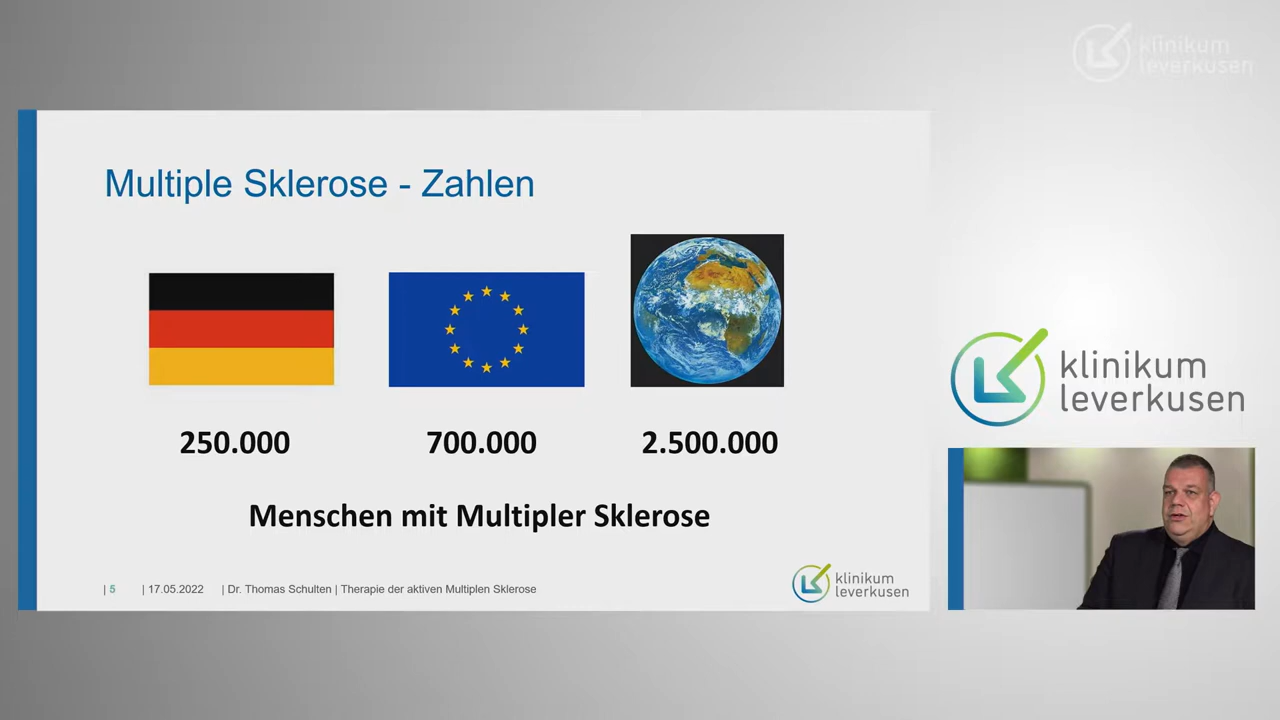 klinikum
leverkusen
Multiple Sklerose - Zahlen
250.000
700.000
2.500.000
Menschen mit Multipler Sklerose
| 5 | 17.05.2022 | Dr. Thomas Schulten | Therapie der aktiven Multiplen Sklerose
klinikum
leverkusen
klinikum
leverkusen